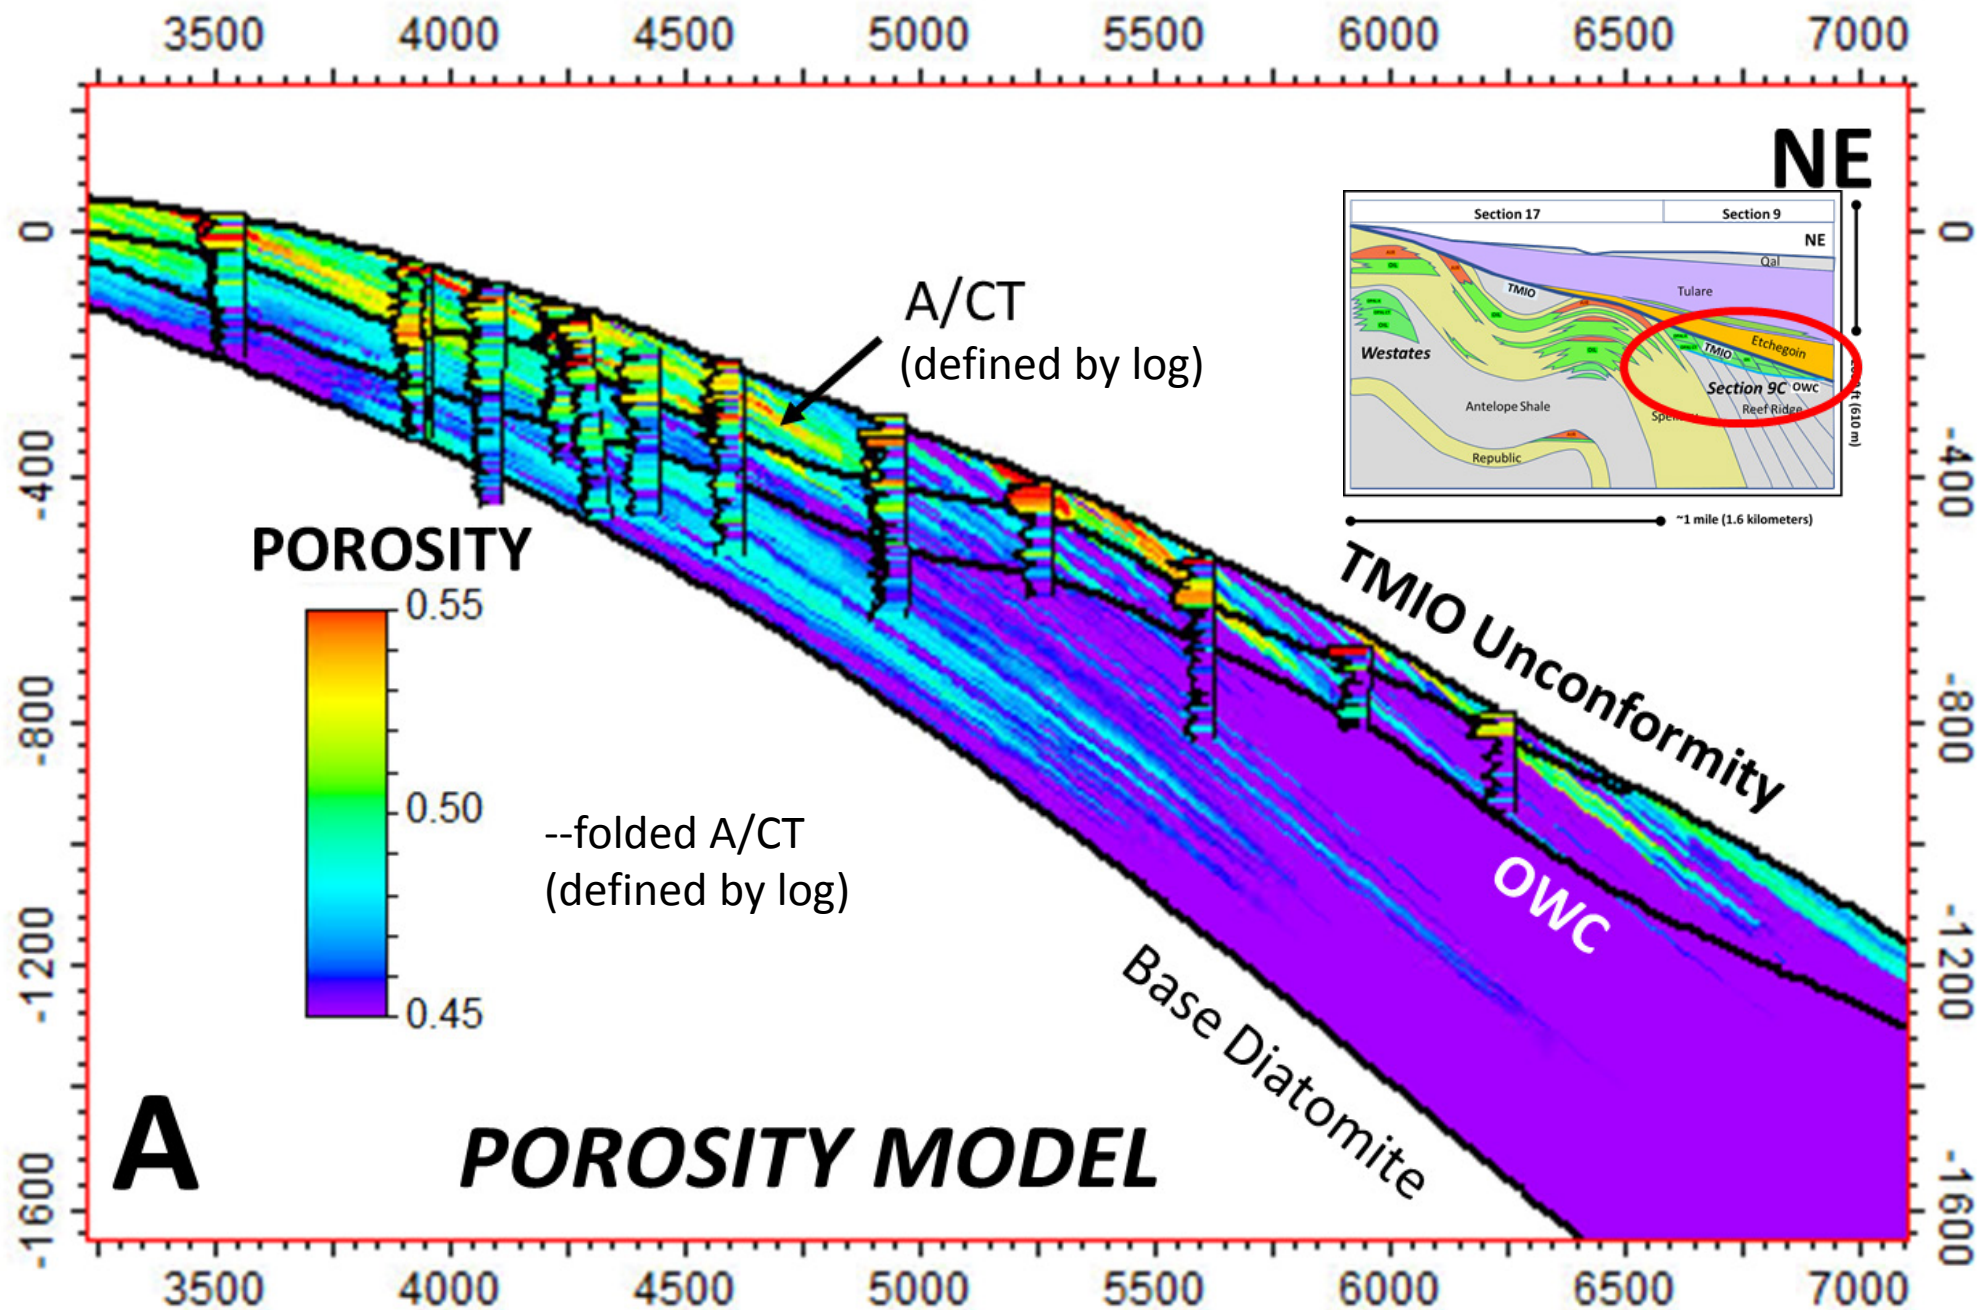 3500 4000 4500 5000 5500 6000 6500 7000
NE
Section 17 Section 9
NE
Qal
TMIO
Tulare
Etchegoin
TMIO
Westates
Section 9C
OWC
Antelope Shale
Reef Ridge
Republic
ft (610 m)
~1 mile (1.6 kilometers)
0
-400
-800
-1200
-1600
0
-400
-800
-1200
-1600
A/CT
(defined by log)
POROSITY
0.55
0.50
0.45
--folded A/CT
(defined by log)
TMIO Unconformity
OWC
Base Diatomite
A
POROSITY MODEL
3500 4000 4500 5000 5500 6000 6500 7000